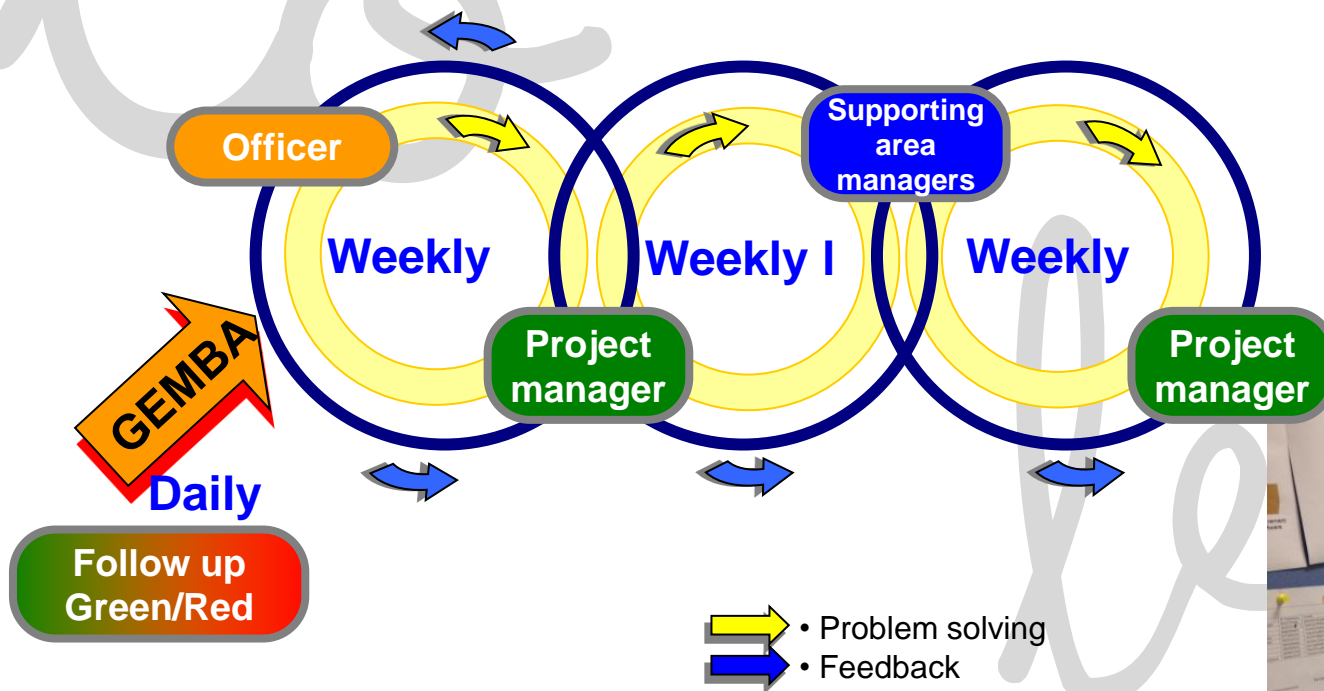 Officer
Supporting
area
managers
Weekly
Weekly I
Weekly
Project
manager
Project
manager
GEMBA
Daily
Follow up
Green/Red
• Problem solving
• Feedback